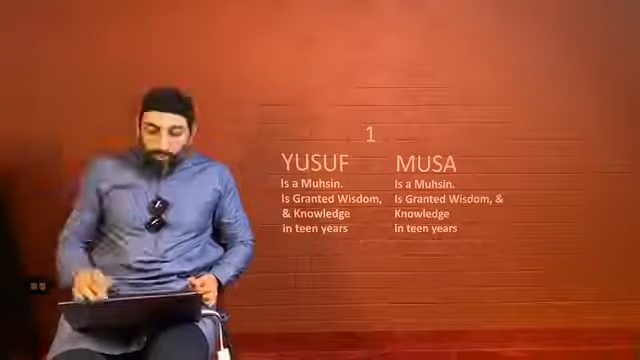 1
YUSUF
Is a Muhsin.
Is Granted Wisdom,
& Knowledge
in teen years
MUSA
Is a Muhsin.
Is Granted Wisdom, &
Knowledge
in teen years